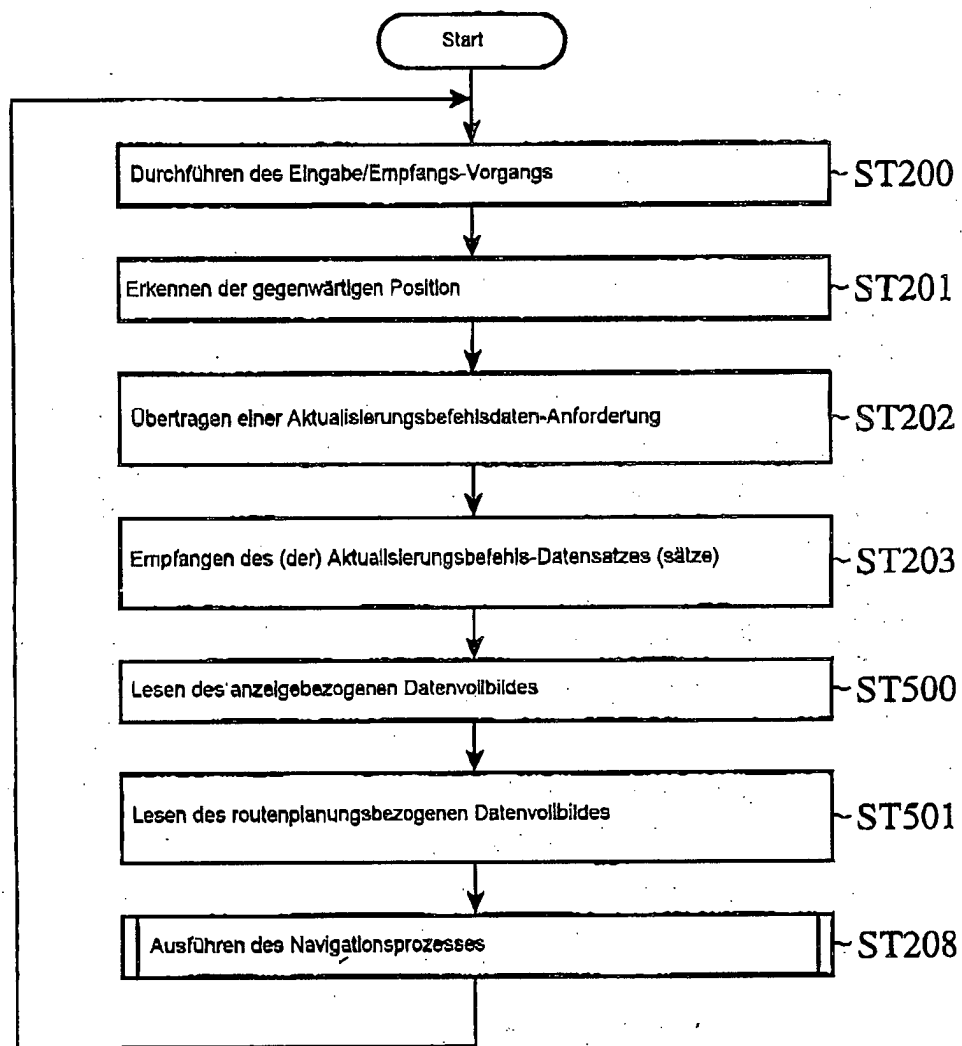 Start
Durchführen des Eingabe/Empfangs-Vorgangs
ST200
Erkennen der gegenwärtigen Position
ST201
Übertragen einer Aktualisierungsbefehlsdaten-Anforderung
ST202
Empfangen des (der) Aktualisierungsbefehls-Datensatzes (sätze)
ST203
Lesen des anzeigebezogenen Datenvollbildes
ST500
Lesen des routenplanungsbezogenen Datenvollbildes
ST501
Ausführen des Navigationsprozesses
ST208